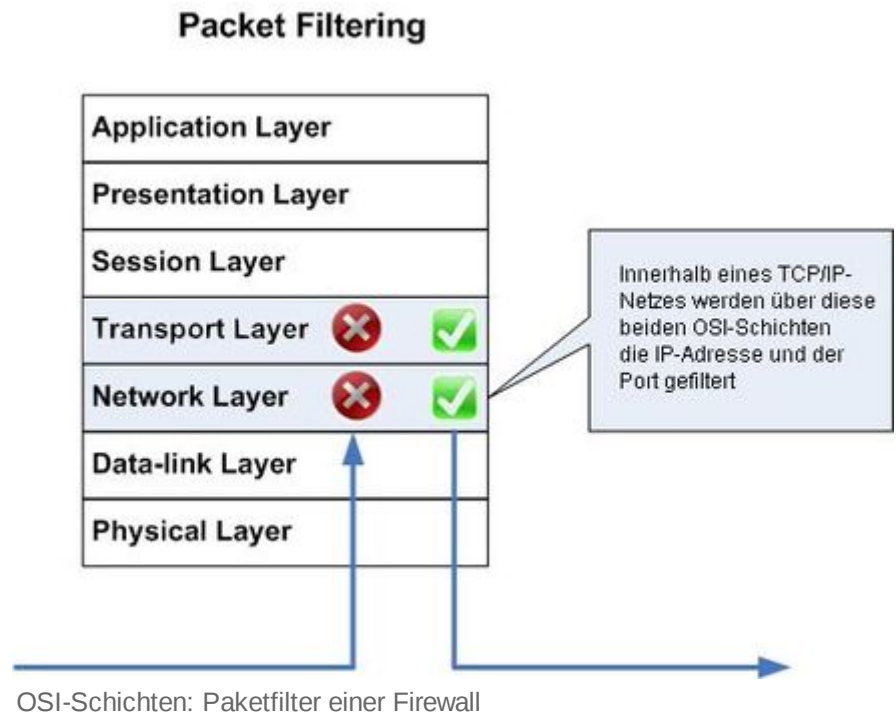 Packet Filtering
Application Layer
Presentation Layer
Session Layer
Transport Layer
Network Layer
Data-link Layer
Physical Layer
Innerhalb eines TCP/IP-
Netzes werden über diese
beiden OSI-Schichten
die IP-Adresse und der
Port gefiltert
OSI-Schichten: Paketfilter einer Firewall